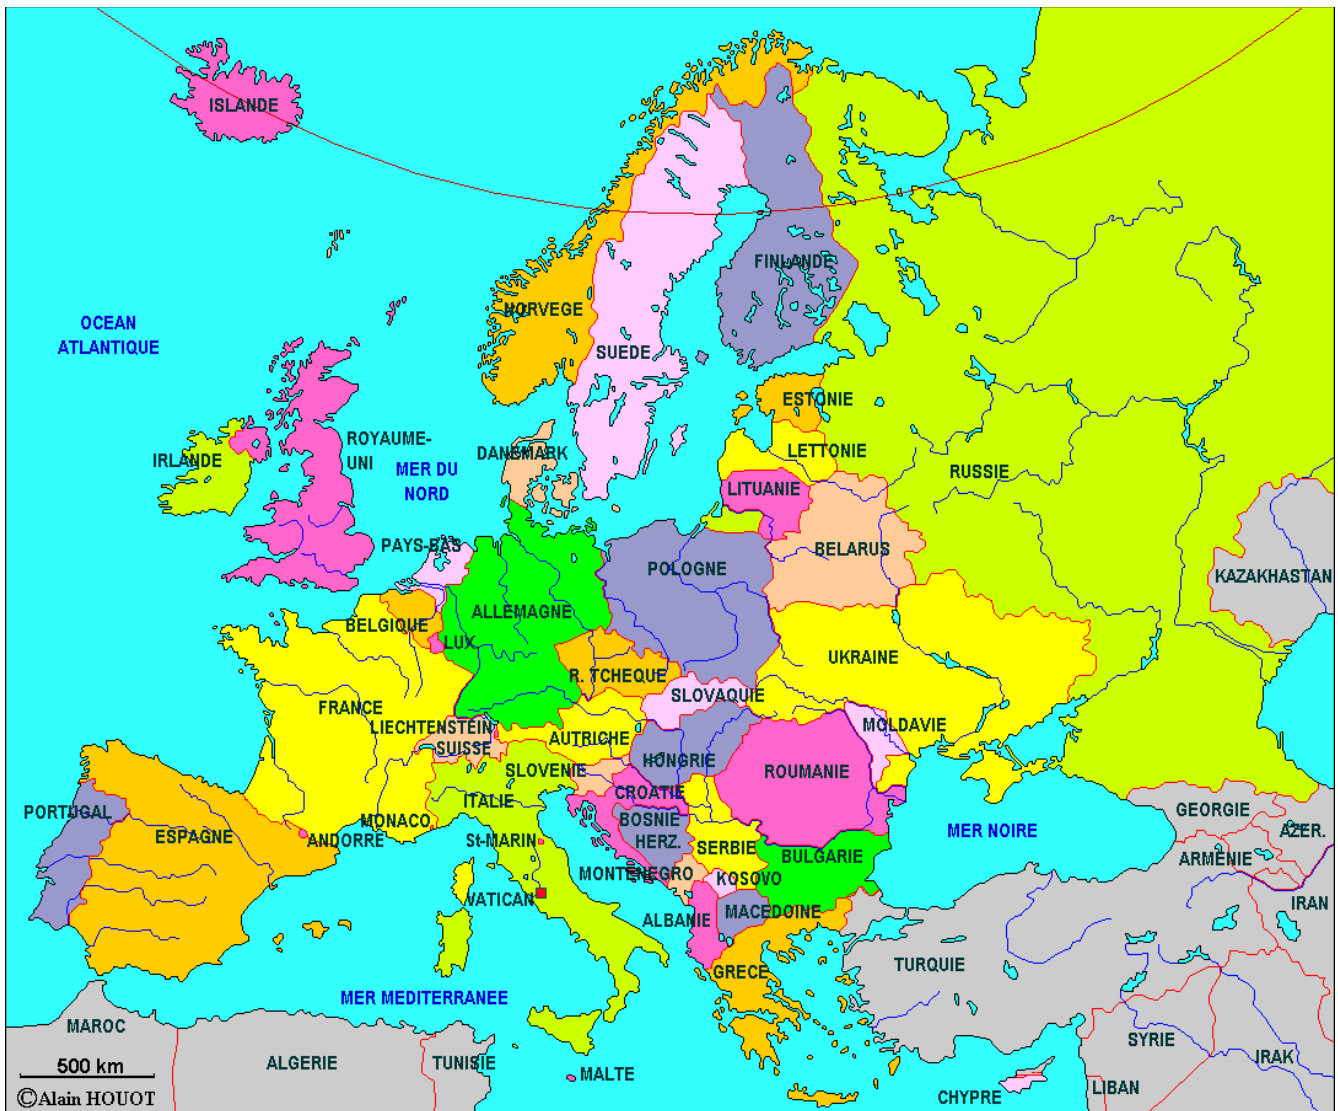 ISLANDE
OCEAN
ATLANTIQUE
NORVEGE
SUEDE
FINLANDE
ESTONIE
LETTONIE
LITUANIE
RUSSIE
IRLANDE
ROYAUME-
UNI
MER DU
NORD
DANEMARK
PAYS-BAS
BELGIQUE
LUX.
ALLEMAGNE
POLOGNE
BELARUS
KAZAKHASTAN
UKRAINE
R. TCHEQUE
SLOVAQUIE
MOLDAVIE
FRANCE
LIECHTENSTEIN
SUISSE
AUTRICHE
HONGRIE
ROUMANIE
SLOVENIE
CROATIE
ITALIE
BOSNIE
HERZ.
SERBIE
BULGARIE
MER NOIRE
GEORGIE
AZER.
ARMENIE
IRAN
PORTUGAL
ESPAGNE
ANDORRE
MONACO
St-MARIN
VATICAN
MONTENEGRO
KOSOVO
ALBANIE
MACEDOINE
GRECE
TURQUIE
MER MEDITERRANEE
MAROC
ALGERIE
TUNISIE
MALTE
CHYPRE
LIBAN
SYRIE
IRAK
500 km
©Alain HOUOT